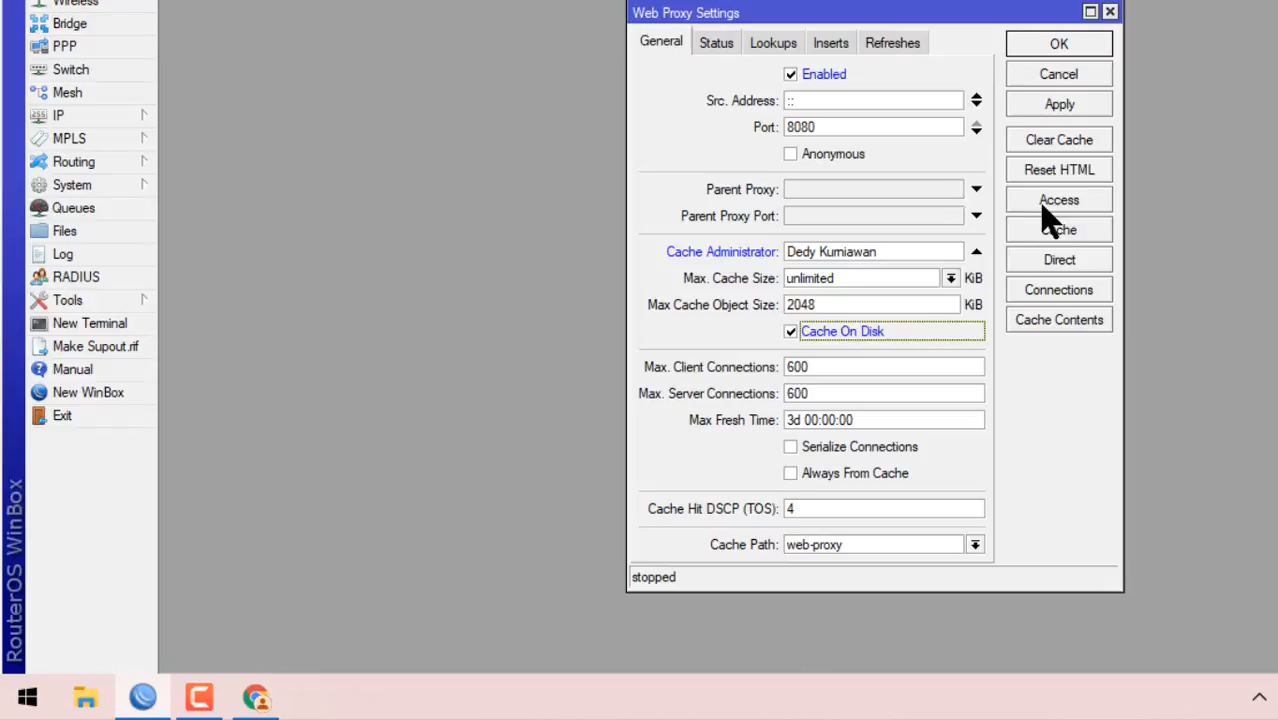 Wireless
Bridge
PPP
Switch
Mesh
IP
MPLS
Routing
System
Queues
Files
Log
RADIUS
Tools
New Terminal
Make Supout.rif
Manual
New WinBox
Exit
RouterOS WinBox
Web Proxy Settings
General Status Lookups Inserts Refreshes
Enabled
Src. Address: ::
Port: 8080
Anonymous
Parent Proxy:
Parent Proxy Port:
Cache Administrator: Dedy Kurniawan
Max. Cache Size: unlimited KiB
Max Cache Object Size: 2048 KiB
Cache On Disk
Max. Client Connections: 600
Max. Server Connections: 600
Max Fresh Time: 3d 00:00:00
Serialize Connections
Always From Cache
Cache Hit DSCP (TOS): 4
Cache Path: web-proxy
stopped
OK
Cancel
Apply
Clear Cache
Reset HTML
Access
Cache
Direct
Connections
Cache Contents